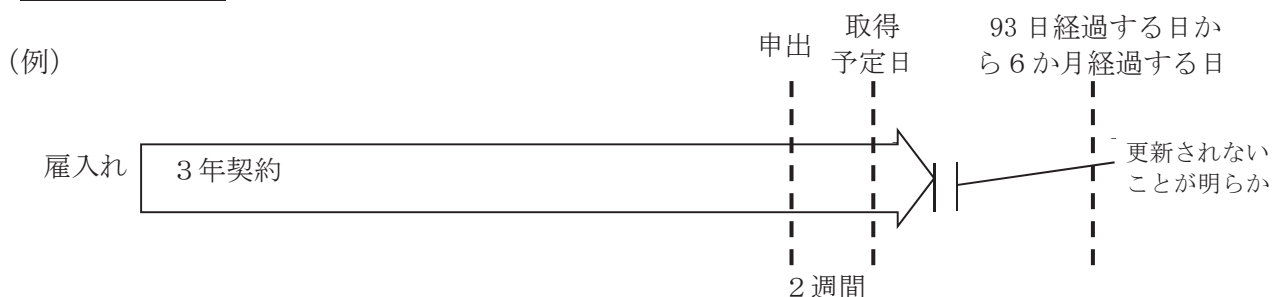 (例)
申出
取得
予定日
93 日経過する日か
ら6か月経過する日
雇入れ
3年契約
更新されない
ことが明らか
2週間